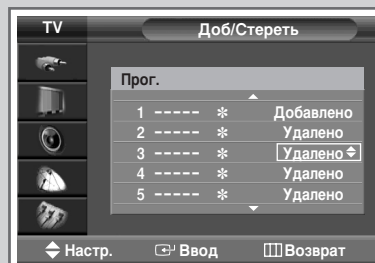 TV Доб/Стереть
Прог.
1 ----- ✻ Добавлено
2 ----- ✻ Удалено
3 ----- ✻ Удалено
4 ----- ✻ Удалено
5 ----- ✻ Удалено
Настр. Ввод Возврат